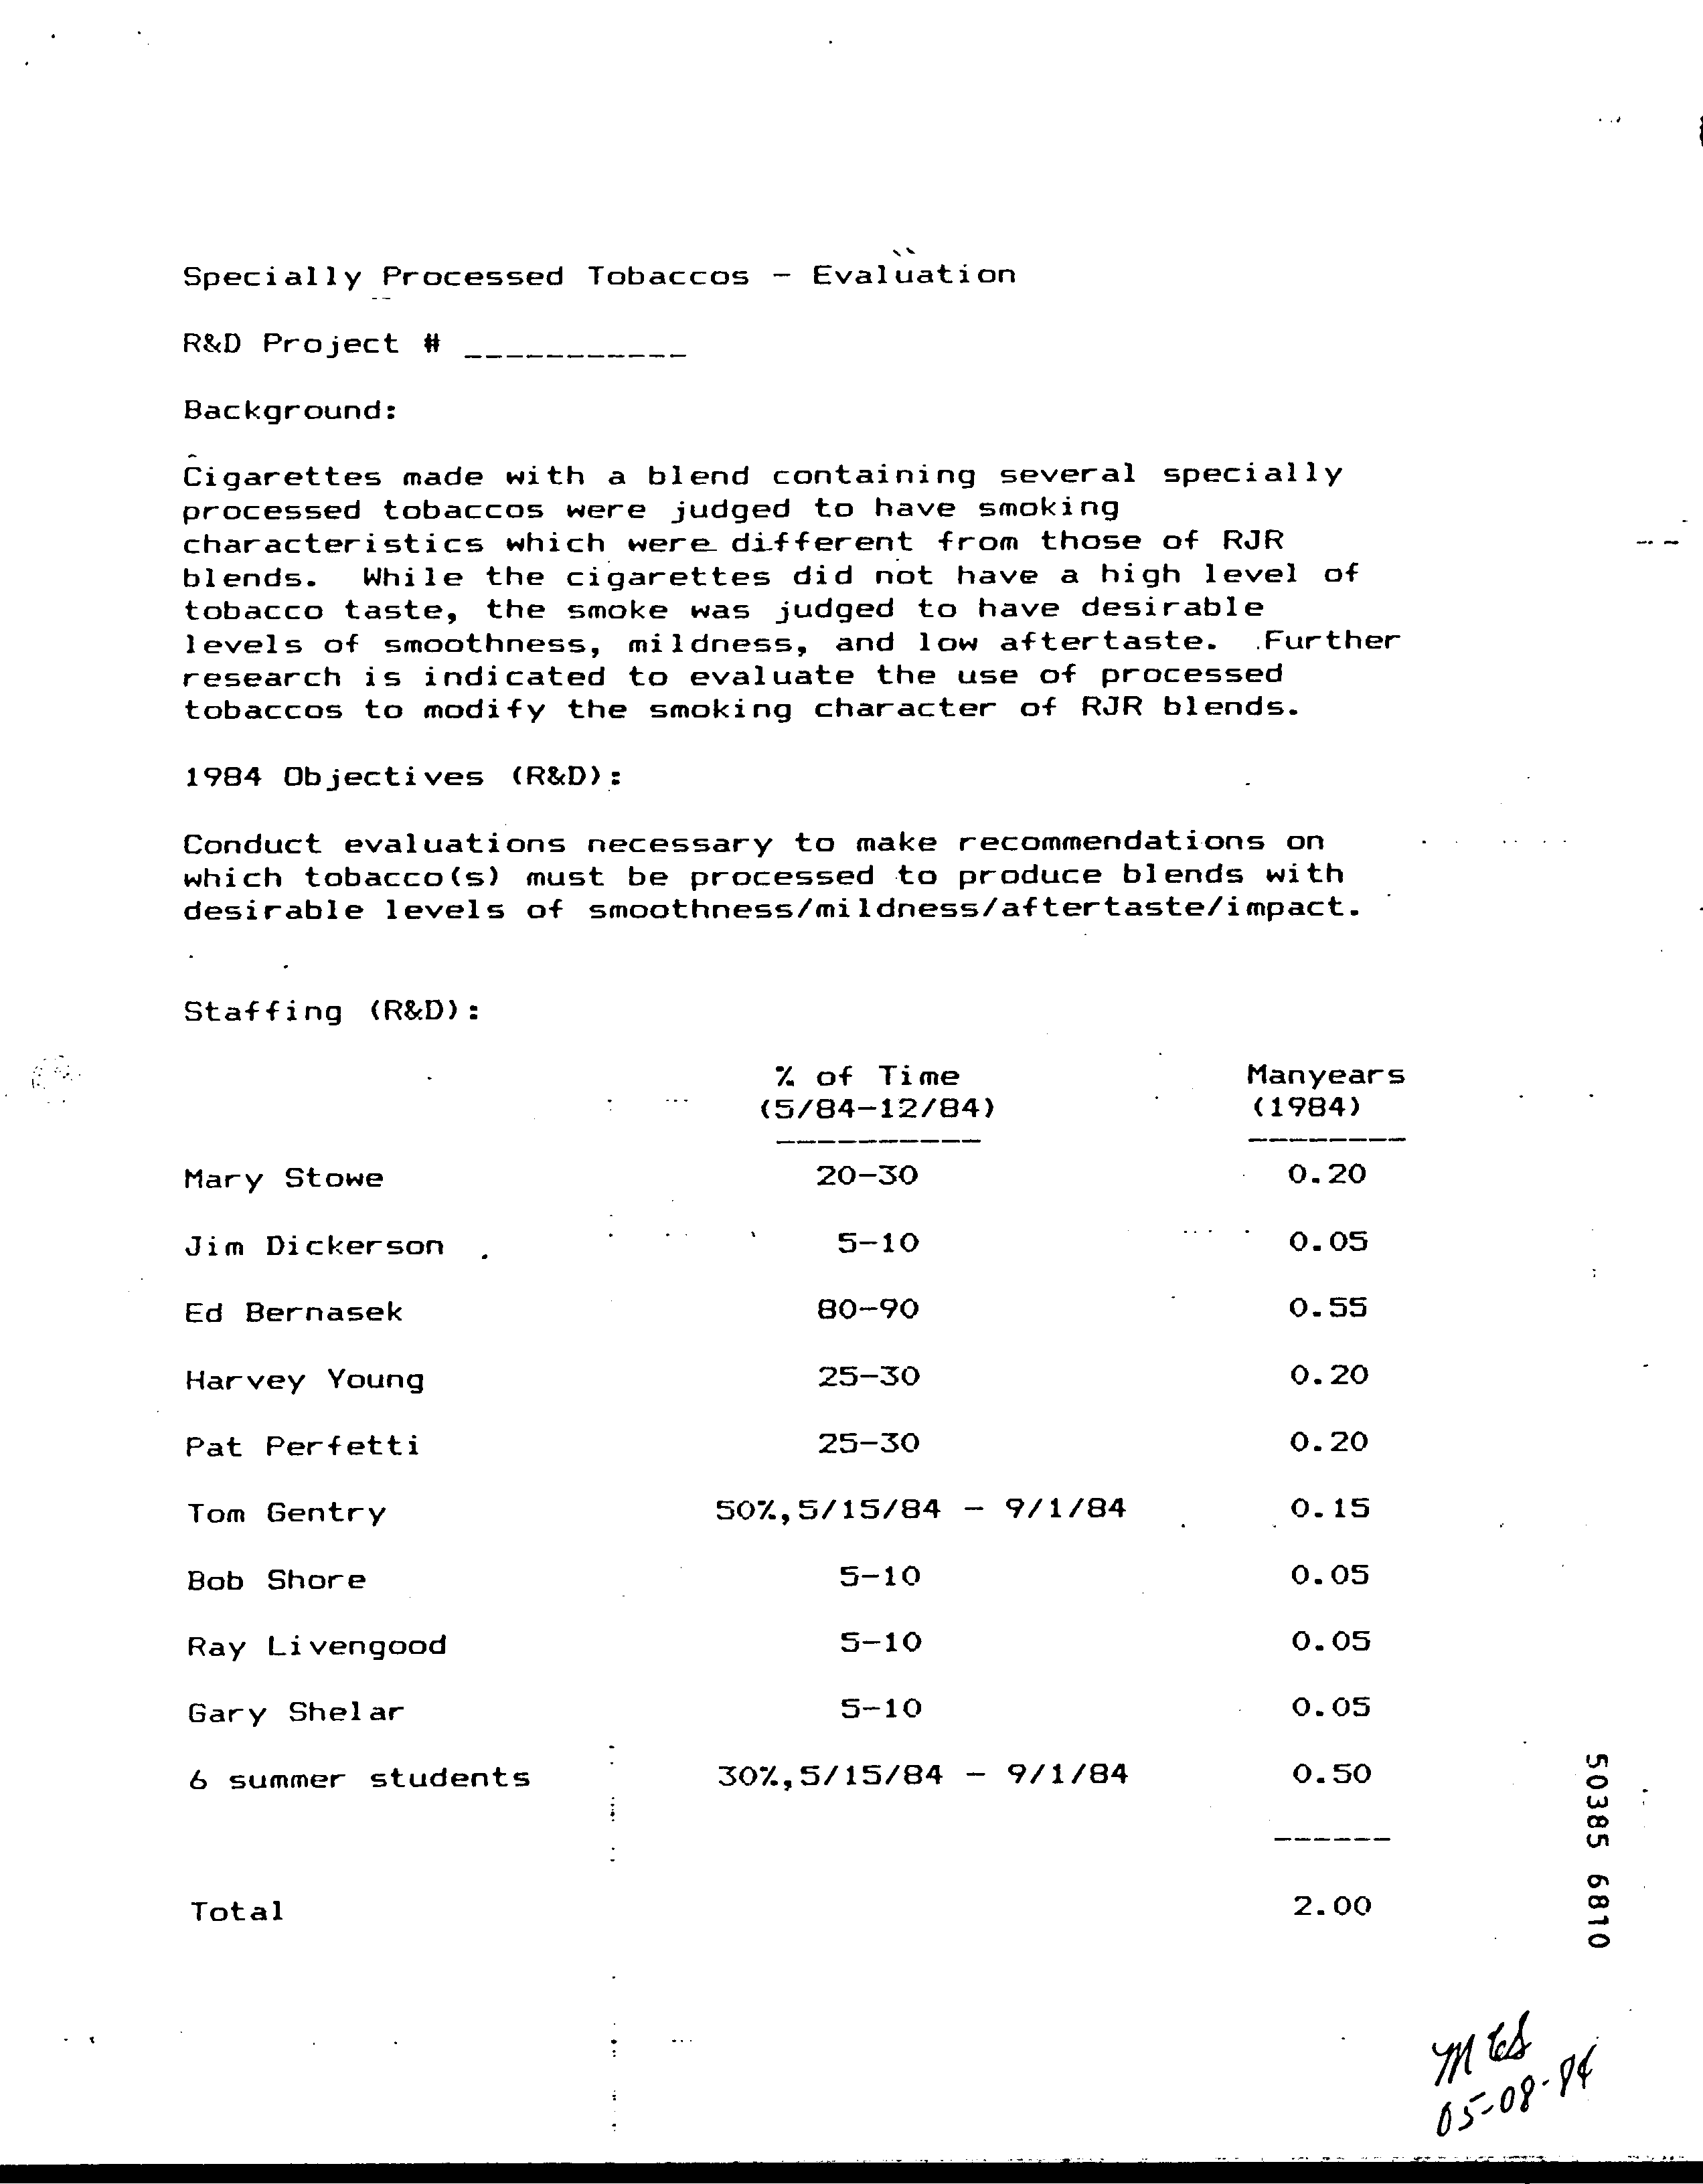 Specially Processed Tobaccos - Evaluation
R&D Project # ___________
Background:
Cigarettes made with a blend containing several specially
processed tobaccos were judged to have smoking
characteristics which were different from those of RJR
blends. While the cigarettes did not have a high level of
tobacco taste, the smoke was judged to have desirable
levels of smoothness, mildness, and low aftertaste. Further
research is indicated to evaluate the use of processed
tobaccos to modify the smoking character of RJR blends.
1984 Objectives (R&D):
Conduct evaluations necessary to make recommendations on
which tobacco(s) must be processed to produce blends with
desirable levels of smoothness/mildness/aftertaste/impact.
Staffing (R&D):
% of Time Manyears
(5/84-12/84) (1984)
Mary Stowe 20-30 0.20
Jim Dickerson 5-10 0.05
Ed Bernasek 80-90 0.55
Harvey Young 25-30 0.20
Pat Perfetti 25-30 0.20
Tom Gentry 50%,5/15/84 - 9/1/84 0.15
Bob Shore 5-10 0.05
Ray Livengood 5-10 0.05
Gary Shelar 5-10 0.05
6 summer students 30%,5/15/84 - 9/1/84 0.50
Total 2.00
50385 6810
05-08-84